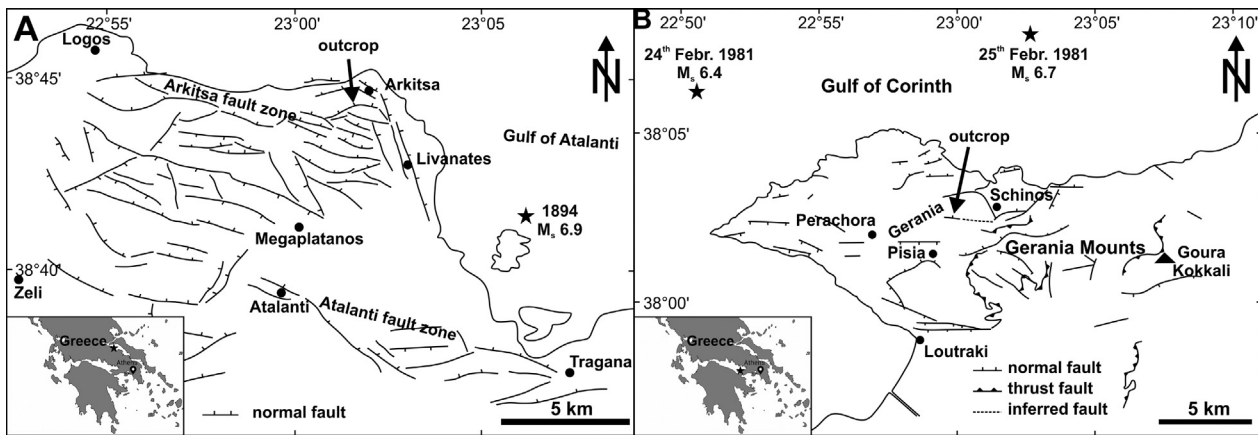 A
22°55'
23°00'
23°05'
Logos
38°45'
outcrop
Arkitsa
Arkitsa fault zone
N
Gulf of Atalanti
Livanates
1894
Ms 6.9
Megaplatanos
38°40'
Zeli
Atalanti
Atalanti fault zone
Tragana
Greece
Athens
normal fault
5 km
B
22°50'
22°55'
23°00'
23°05'
23°10'
24th Febr. 1981
Ms 6.4
25th Febr. 1981
Ms 6.7
N
Gulf of Corinth
38°05'
outcrop
Schinos
Perachora
Gerania
Pisia
Gerania Mounts
Goura
Kokkali
38°00'
Loutraki
Greece
Athens
normal fault
thrust fault
inferred fault
5 km